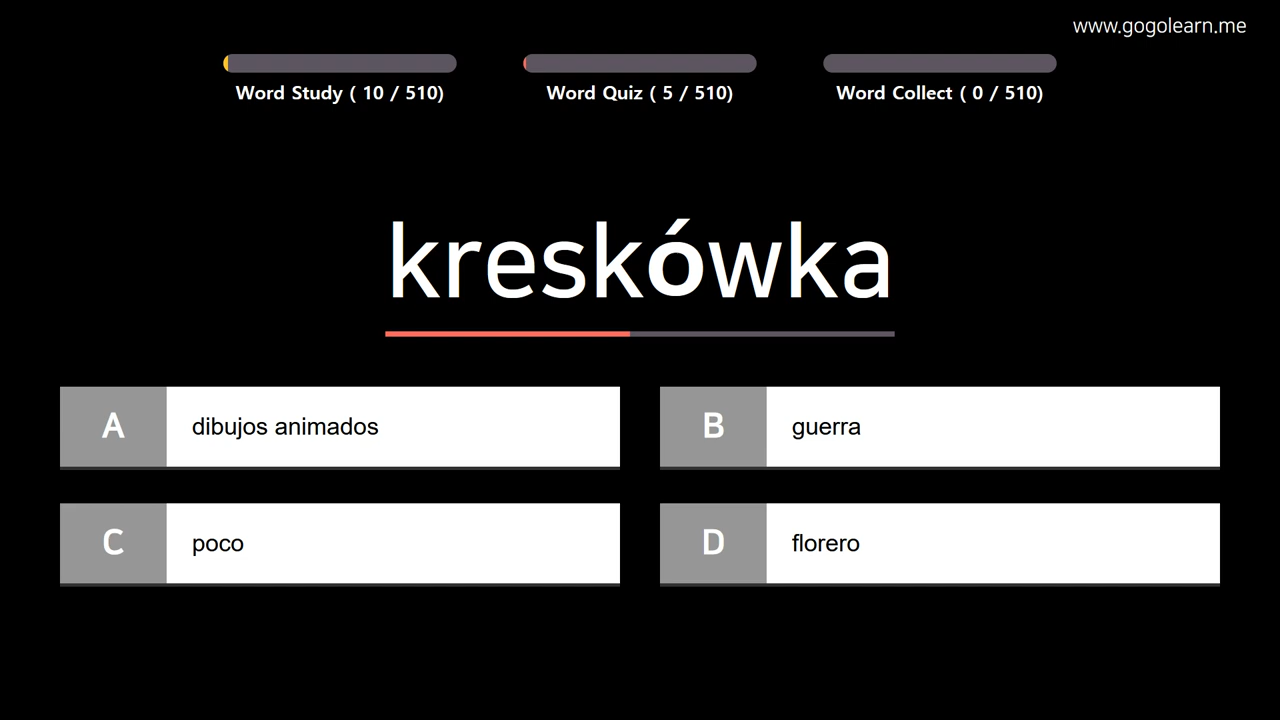 www.gogolearn.me
Word Study ( 10 / 510)
Word Quiz ( 5 / 510)
Word Collect ( 0 / 510)
kreskówka
A dibujos animados
B guerra
C poco
D florero